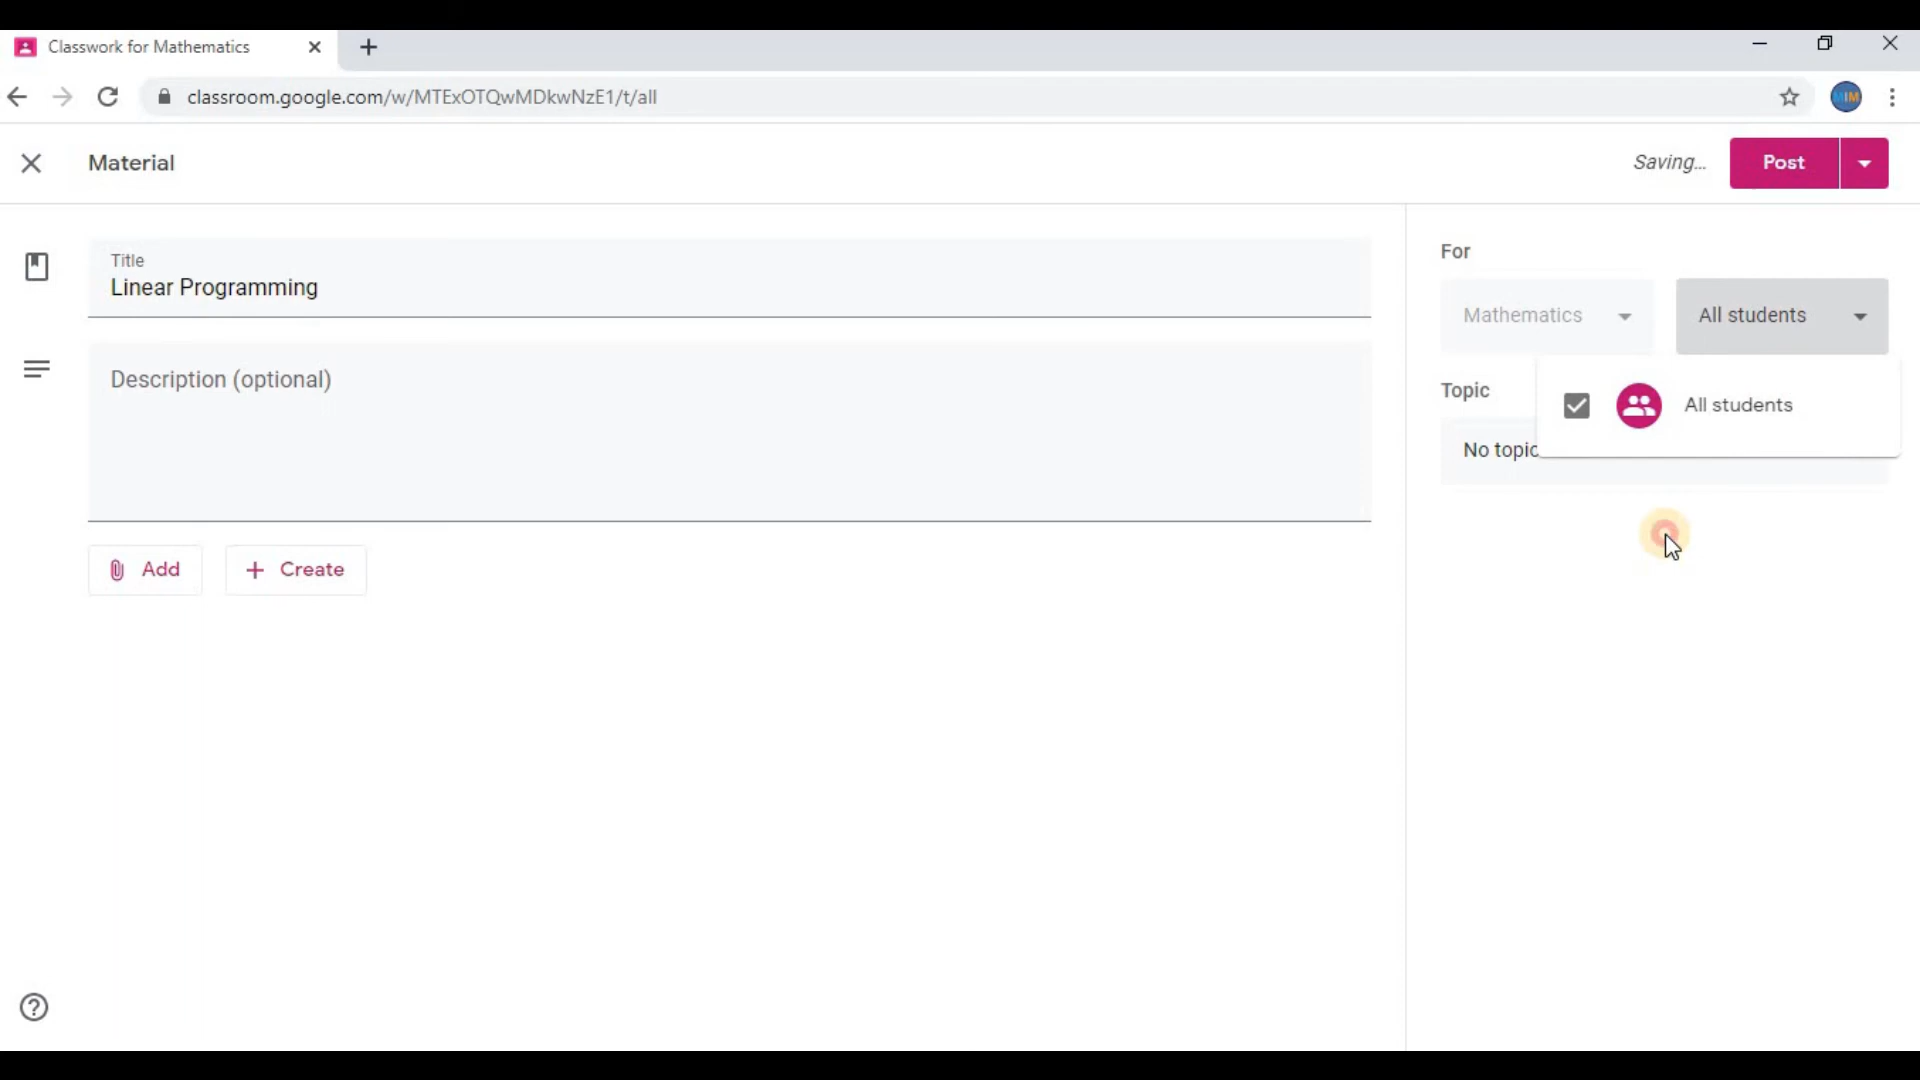 Classwork for Mathematics
classroom.google.com/w/MTExOTQwMDkwNzE1/t/all
MIM
Material
Saving...
Post
Title
Linear Programming
Description (optional)
Add
Create
For
Mathematics
All students
Topic
All students
No topic